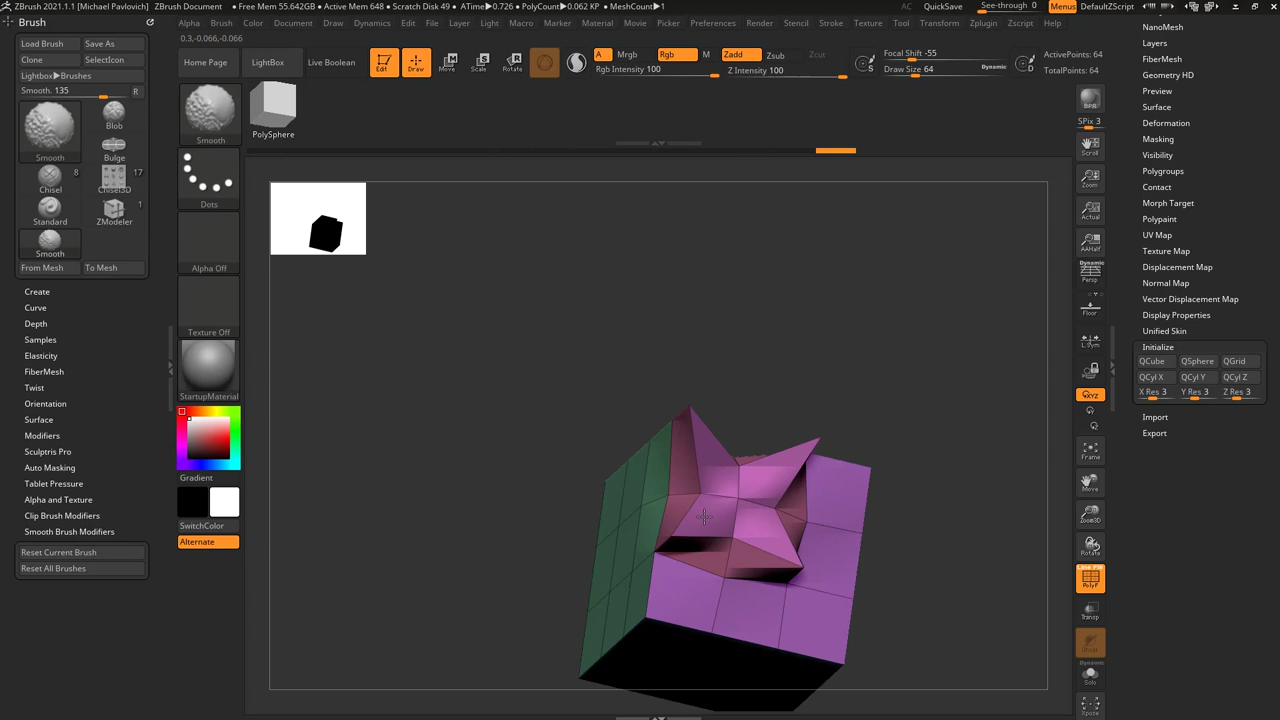 ZBrush 2021.1.1 [Michael Pavlovich] ZBrush Document • Free Mem 55.642GB • Active Mem 648 • Scratch Disk 49 • ATime▶0.726 • PolyCount▶0.062 KP • MeshCount▶1
AC QuickSave See-through 0 Menus DefaultZScript
Brush Alpha Brush Color Document Draw Dynamics Edit File Layer Light Macro Marker Material Movie Picker Preferences Render Stencil Stroke Texture Tool Transform Zplugin Zscript Help
0.3,-0.066,-0.066
Load Brush Save As
Clone SelectIcon
Lightbox▶Brushes
Smooth. 135 R
Smooth
Blob
Bulge
Chisel 8
Chisel3D 17
Standard
ZModeler 1
Smooth
From Mesh To Mesh
Create
Curve
Depth
Samples
Elasticity
FiberMesh
Twist
Orientation
Surface
Modifiers
Sculptris Pro
Auto Masking
Tablet Pressure
Alpha and Texture
Clip Brush Modifiers
Smooth Brush Modifiers
Reset Current Brush
Reset All Brushes
Home Page LightBox Live Boolean
Edit Draw Move Scale Rotate
A Mrgb Rgb M Zadd Zsub Zcut
Rgb Intensity 100 Z Intensity 100
Focal Shift -55
Draw Size 64 Dynamic
S D
ActivePoints: 64
TotalPoints: 64
Smooth
PolySphere
Dots
Alpha Off
Texture Off
StartupMaterial
Gradient
SwitchColor
Alternate
BPR
SPix 3
Scroll
Zoom
Actual
AAHalf
Dynamic
Persp
Floor
L.Sym
XYZ
Frame
Move
Zoom3D
Rotate
Line Fill
PolyF
Transp
Ghost
Dynamic
Solo
Xpose
NanoMesh
Layers
FiberMesh
Geometry HD
Preview
Surface
Deformation
Masking
Visibility
Polygroups
Contact
Morph Target
Polypaint
UV Map
Texture Map
Displacement Map
Normal Map
Vector Displacement Map
Display Properties
Unified Skin
Initialize
QCube QSphere QGrid
QCyl X QCyl Y QCyl Z
X Res 3 Y Res 3 Z Res 3
Import
Export